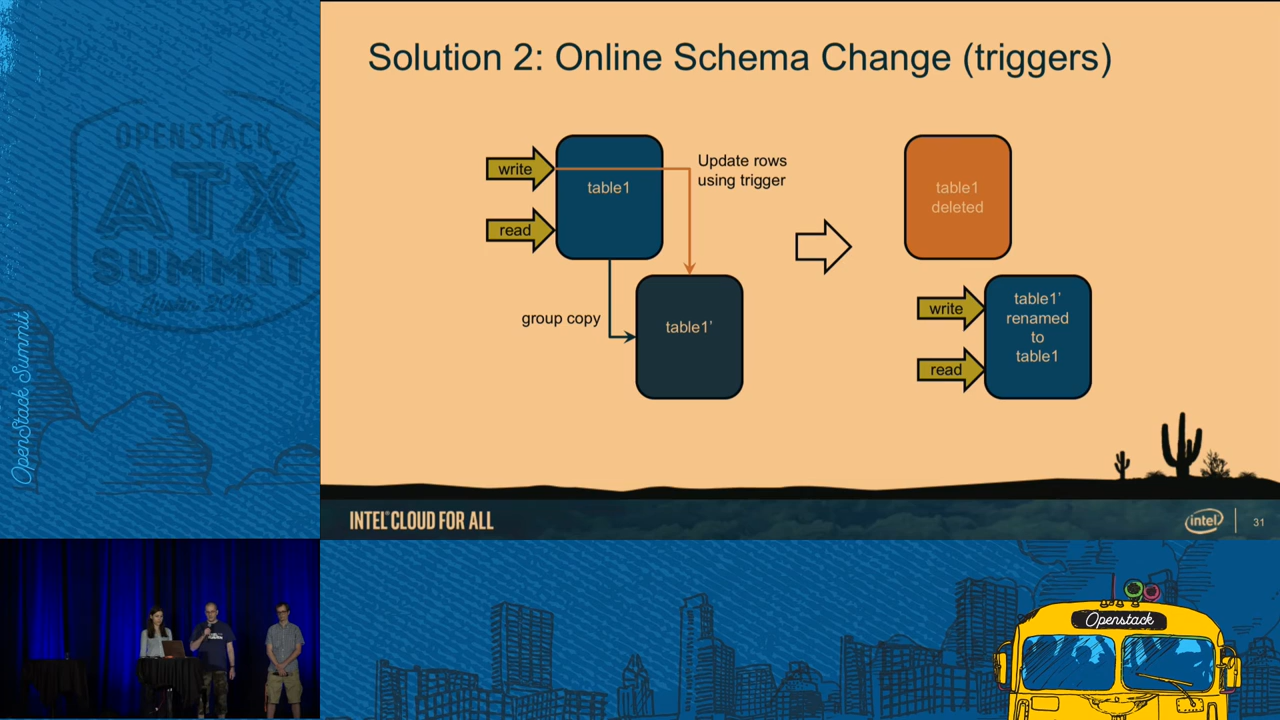 Solution 2: Online Schema Change (triggers)
write
read
table1
Update rows
using trigger
group copy
table1’
table1
deleted
write
read
table1’
renamed
to
table1
INTEL® CLOUD FOR ALL
intel
31
OPENSTACK
ATX
SUMMIT
Austin 2016
OpenStack Summit
Openstack